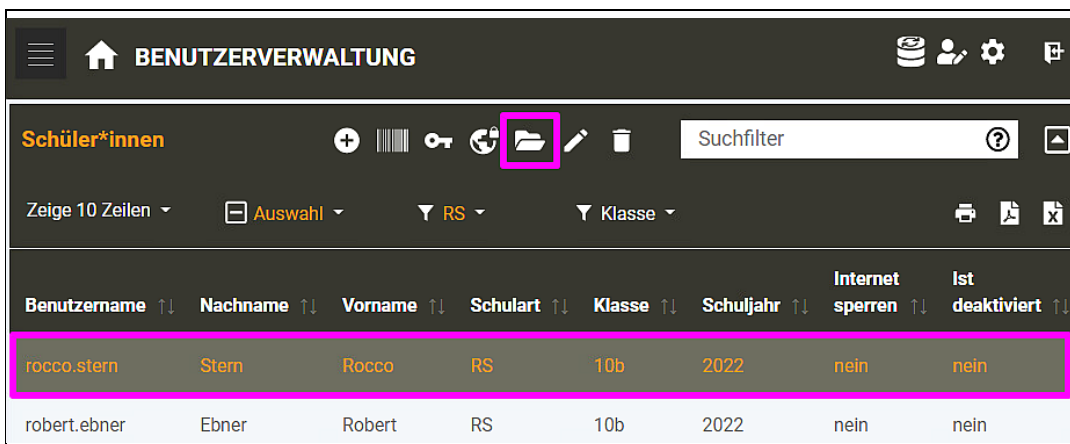 BENUTZERVERWALTUNG
Schüler*innen Suchfilter
Zeige 10 Zeilen Auswahl RS Klasse
Benutzername Nachname Vorname Schulart Klasse Schuljahr Internet sperren Ist deaktiviert
rocco.stern Stern Rocco RS 10b 2022 nein nein
robert.ebner Ebner Robert RS 10b 2022 nein nein